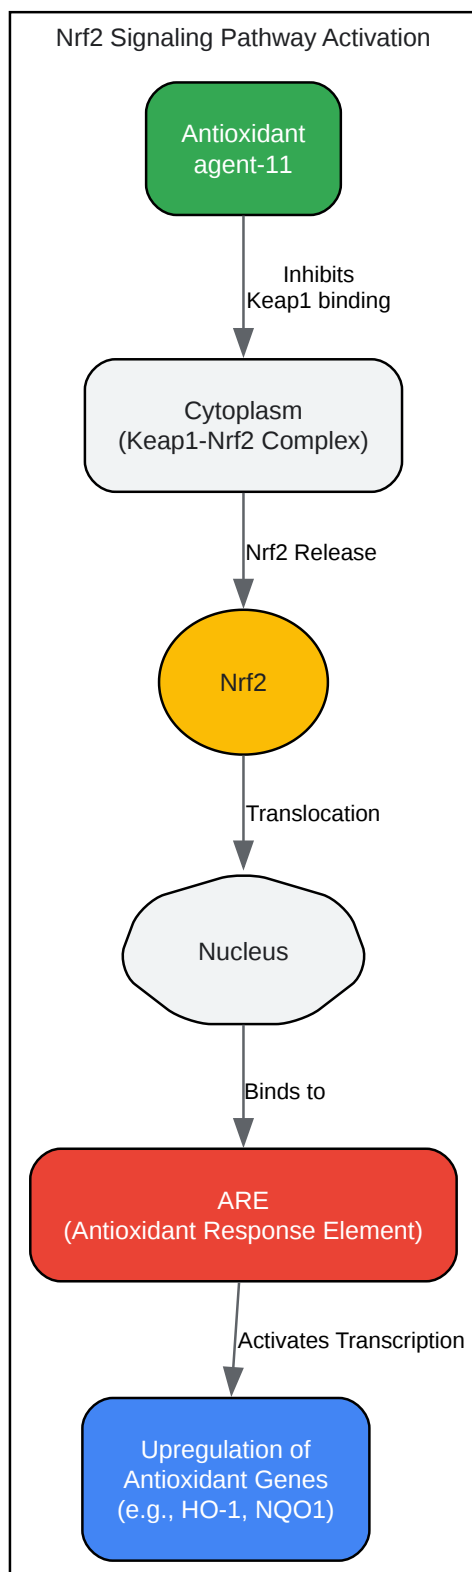 Nrf2 Signaling Pathway Activation
Antioxidant
agent-11
Inhibits
Keap1 binding
Cytoplasm
(Keap1-Nrf2 Complex)
Nrf2 Release
Nrf2
Translocation
Nucleus
Binds to
ARE
(Antioxidant Response Element)
Activates Transcription
Upregulation of
Antioxidant Genes
(e.g., HO-1, NQO1)